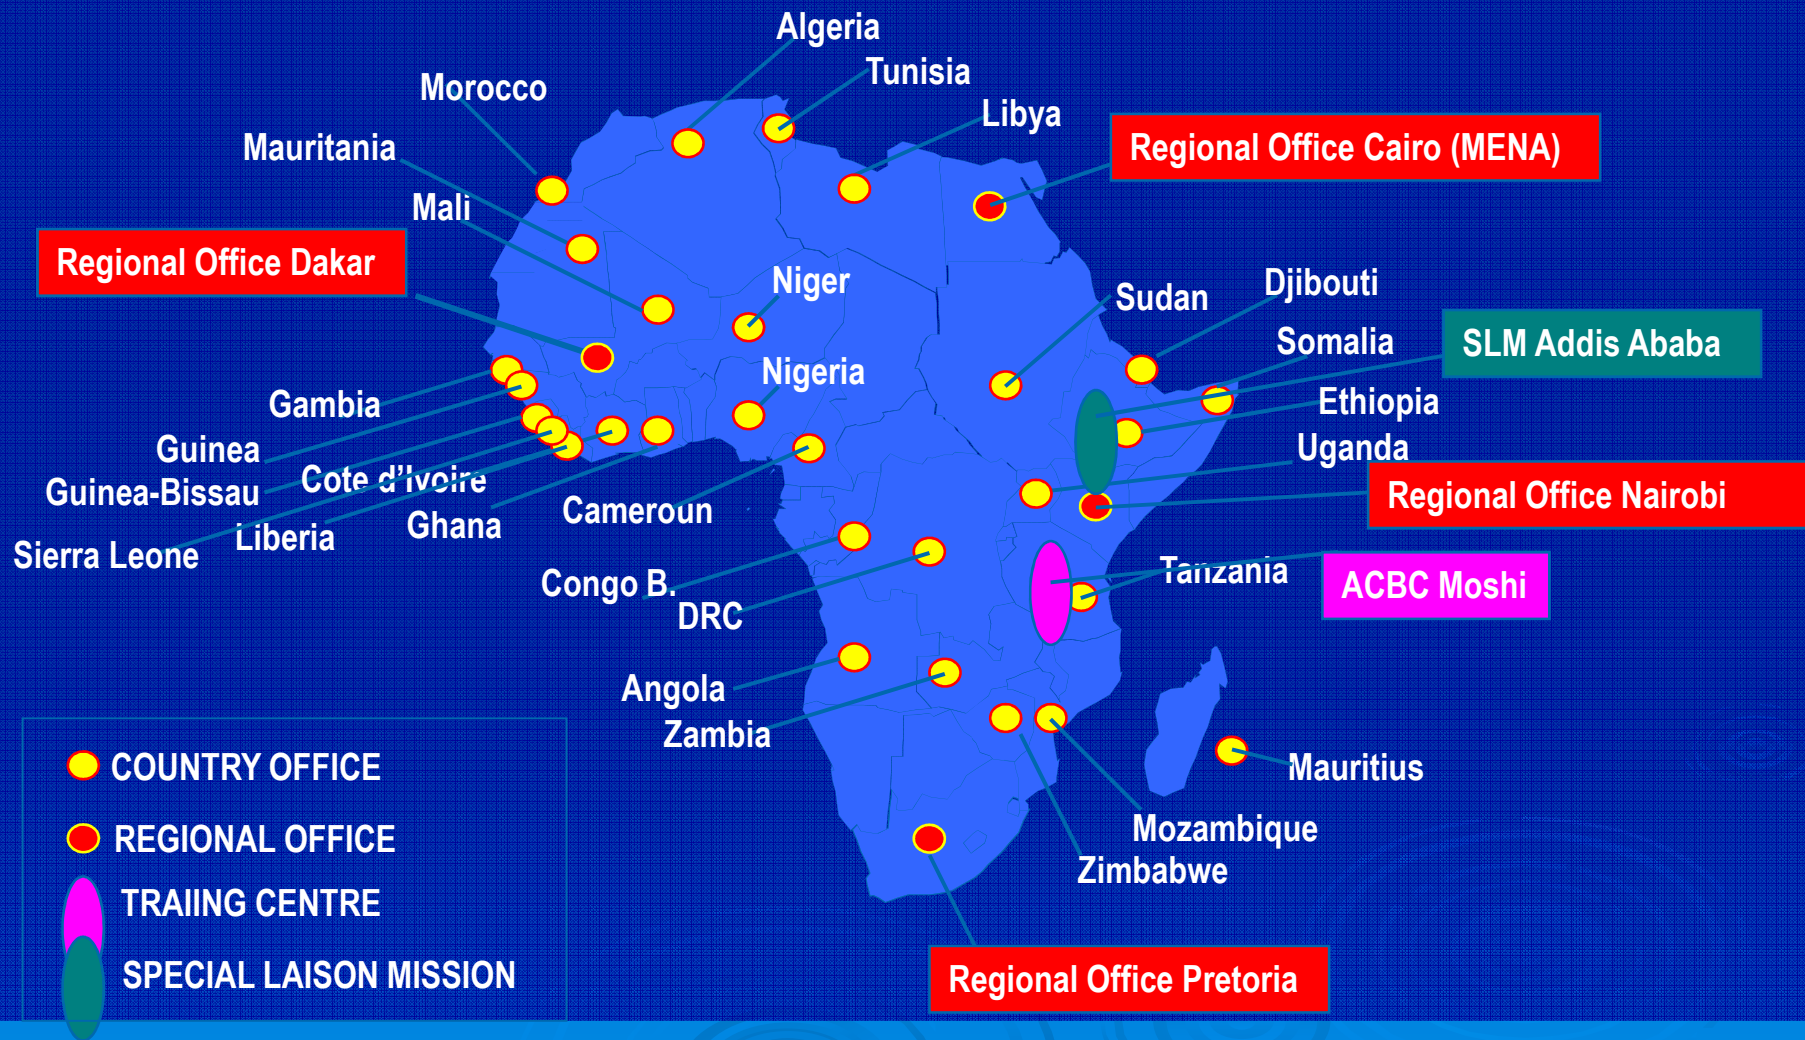 Algeria
Tunisia
Morocco
Libya
Regional Office Cairo (MENA)
Mauritania
Mali
Regional Office Dakar
Niger
Sudan
Djibouti
Somalia
SLM Addis Ababa
Nigeria
Gambia
Ethiopia
Guinea
Uganda
Guinea-Bissau
Cote d’Ivoire
Regional Office Nairobi
Cameroun
Ghana
Liberia
Sierra Leone
Congo B.
Tanzania
ACBC Moshi
DRC
Angola
Zambia
COUNTRY OFFICE
Mauritius
REGIONAL OFFICE
Mozambique
Zimbabwe
TRAIING CENTRE
SPECIAL LAISON MISSION
Regional Office Pretoria